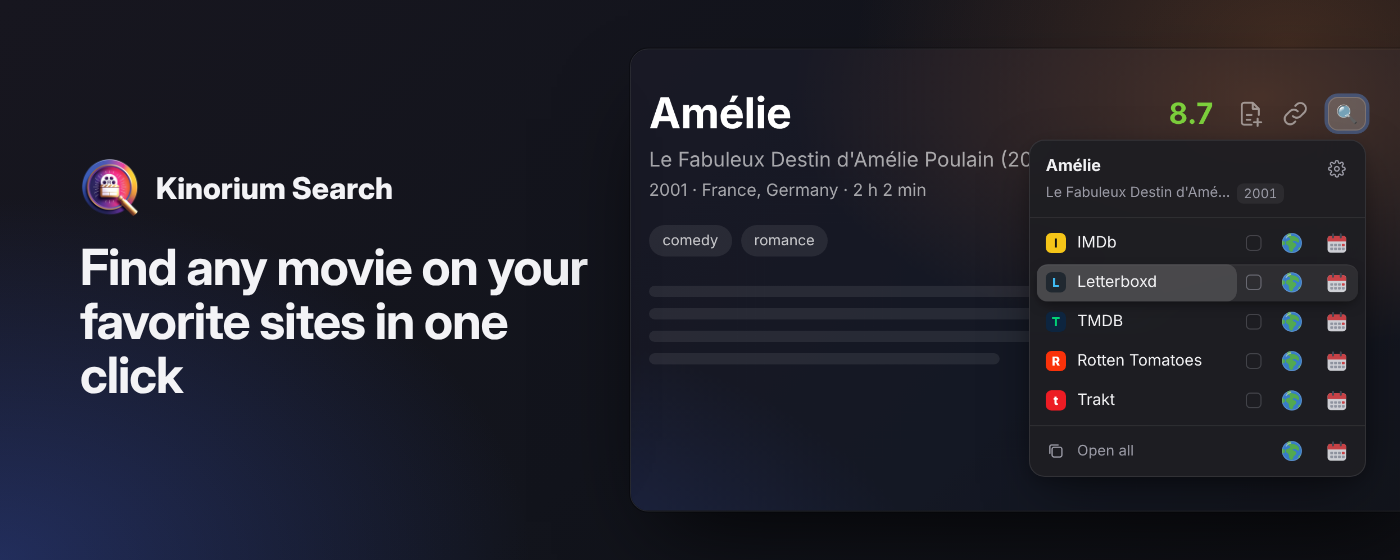 Kinorium Search
Find any movie on your
favorite sites in one
click
Amélie
8.7
Le Fabuleux Destin d'Amélie Poulain (20
2001 · France, Germany · 2 h 2 min
comedy
romance
Amélie
Le Fabuleux Destin d'Amé... 2001
I IMDb
L Letterboxd
T TMDB
R Rotten Tomatoes
t Trakt
Open all